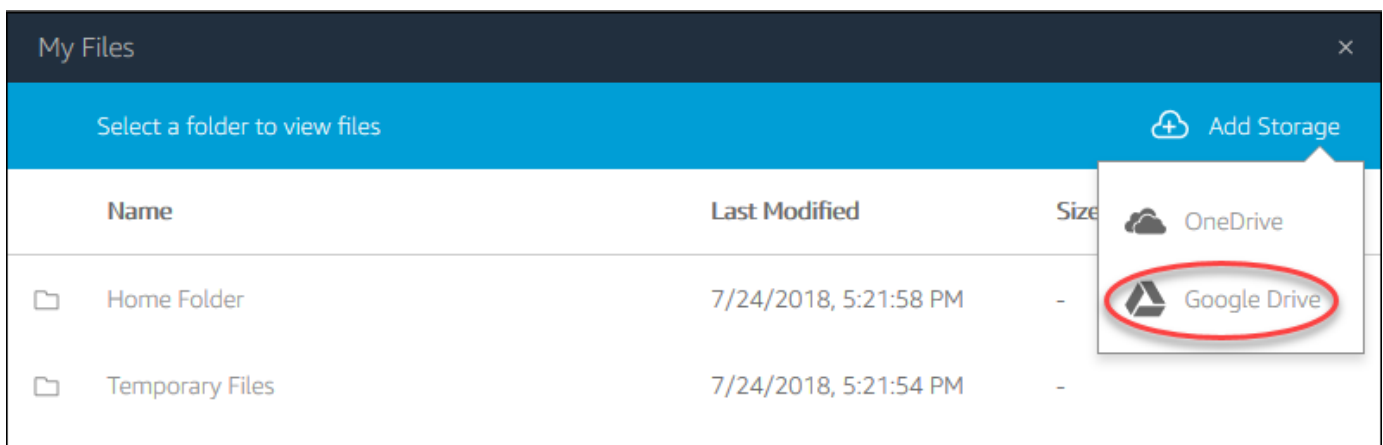 My Files ×
Select a folder to view files Add Storage
Name Last Modified Size
OneDrive
Home Folder 7/24/2018, 5:21:58 PM - Google Drive
Temporary Files 7/24/2018, 5:21:54 PM -